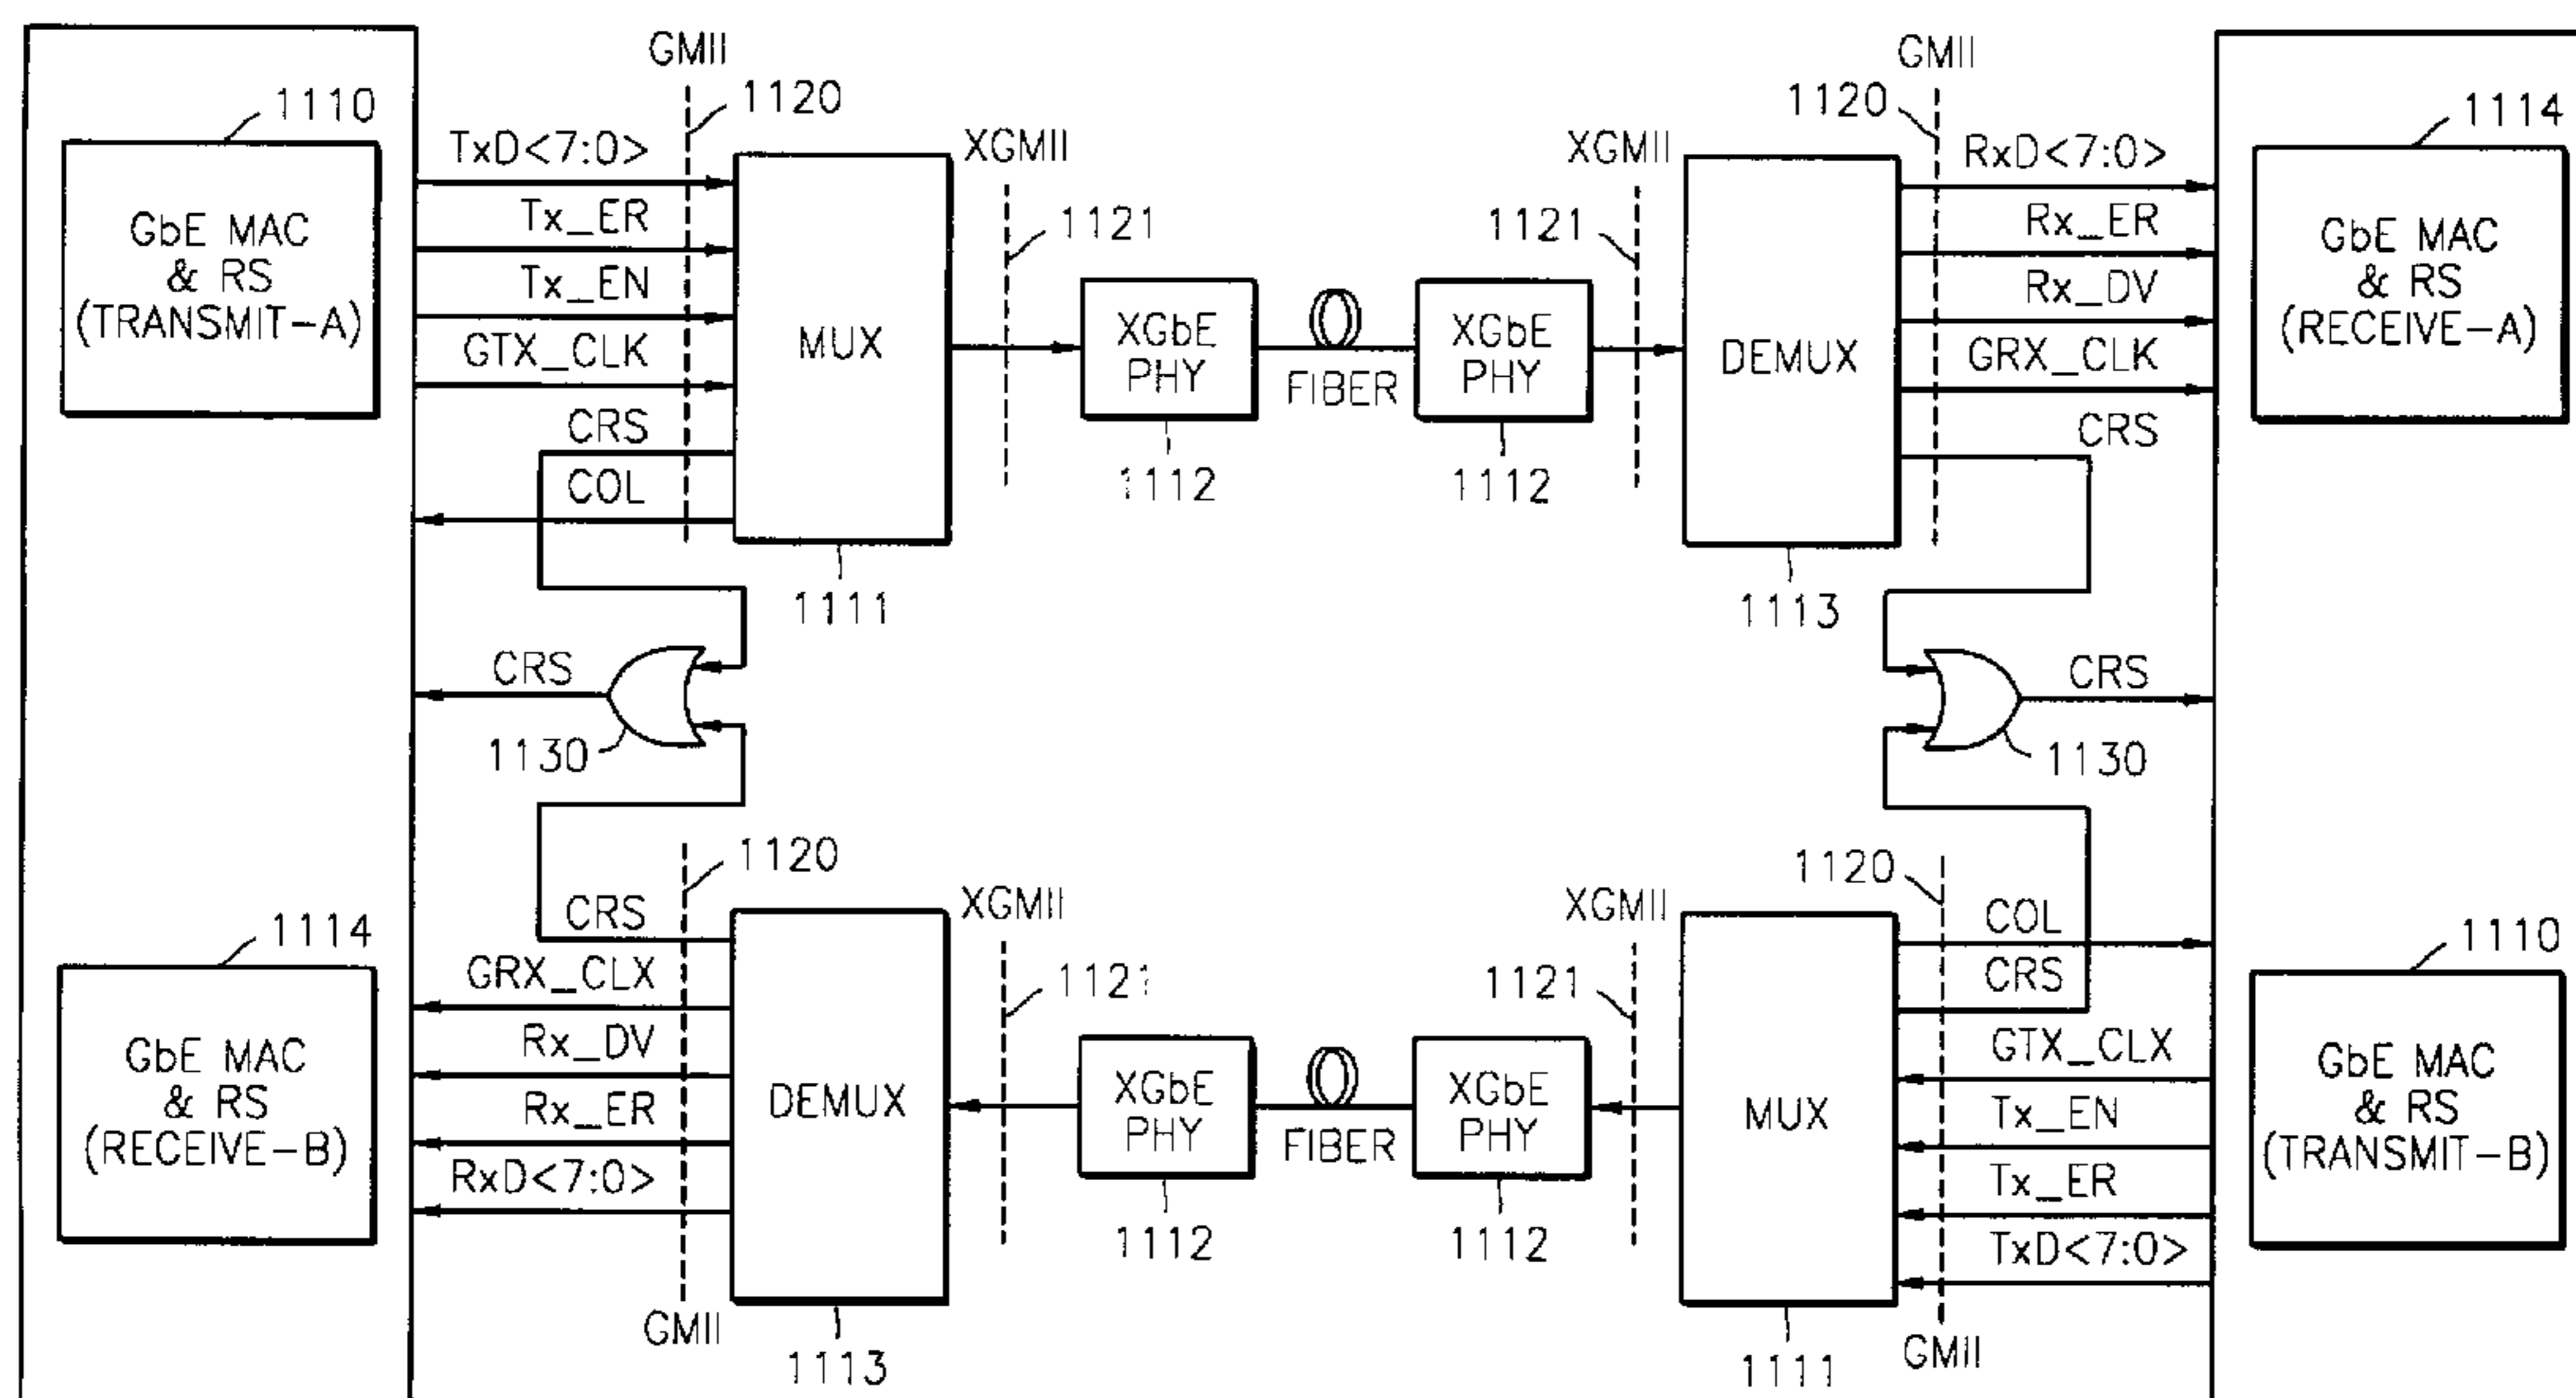 GMII
1120
1110
TxD<7:0>
Tx_ER
Tx_EN
GTX_CLK
CRS
COL
GbE MAC
& RS
(TRANSMIT-A)
MUX
1111
XGMII
1121
XGbE
PHY
1112
FIBER
XGbE
PHY
1112
XGMII
1121
DEMUX
1113
GMII
1120
RxD<7:0>
Rx_ER
Rx_DV
GRX_CLK
CRS
1114
GbE MAC
& RS
(RECEIVE-A)
CRS
1130
CRS
1130
1114
GbE MAC
& RS
(RECEIVE-B)
1120
CRS
GRX_CLX
Rx_DV
Rx_ER
RxD<7:0>
GMII
DEMUX
1113
XGMII
1121
XGbE
PHY
1112
FIBER
XGbE
PHY
1112
XGMII
1121
MUX
1111
1120
COL
CRS
GTX_CLX
Tx_EN
Tx_ER
TxD<7:0>
GMII
1110
GbE MAC
& RS
(TRANSMIT-B)